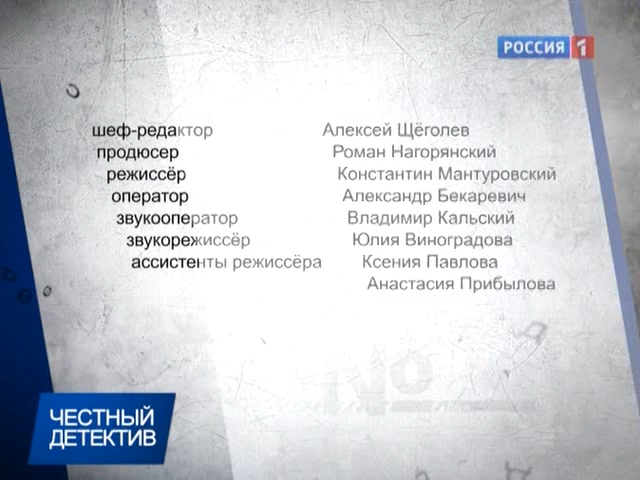 РОССИЯ 1
шеф-редактор Алексей Щёголев
продюсер Роман Нагорянский
режиссёр Константин Мантуровский
оператор Александр Бекаревич
звукооператор Владимир Кальский
звукорежиссёр Юлия Виноградова
ассистенты режиссёра Ксения Павлова
Анастасия Прибылова
№
ЧЕСТНЫЙ
ДЕТЕКТИВ